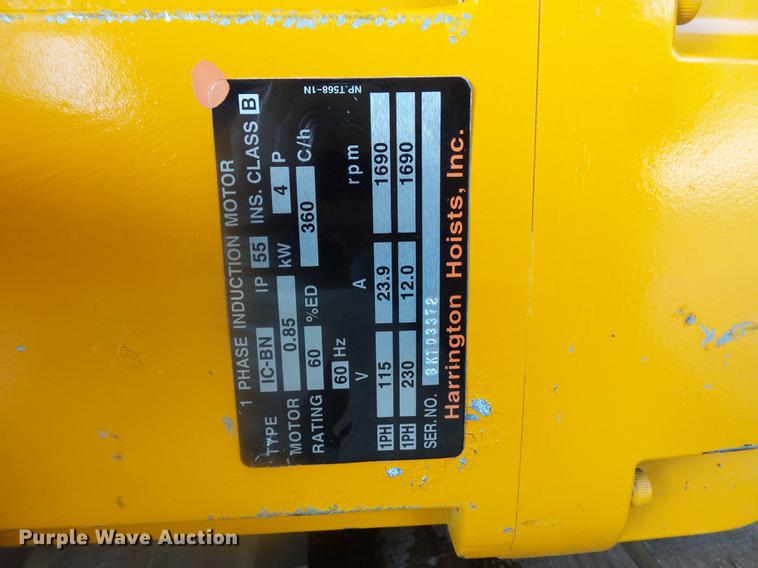 NP.T568-1N
1 PHASE INDUCTION MOTOR
TYPE IC-BN IP 55 INS. CLASS B
MOTOR 0.85 kW 4 P
RATING 60 %ED 360 C/h
60 Hz
V A rpm
1PH 115 23.9 1690
1PH 230 12.0 1690
SER.NO. 3K103372
Harrington Hoists, Inc.
Purple Wave Auction